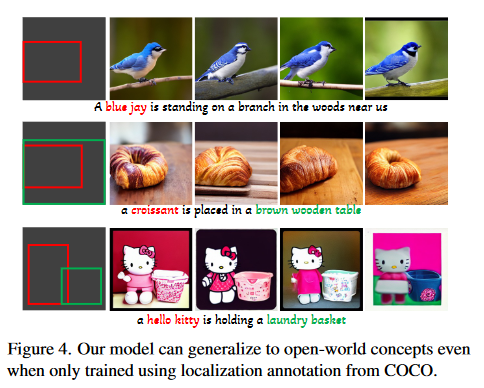 A blue jay is standing on a branch in the woods near us
a croissant is placed in a brown wooden table
a hello kitty is holding a laundry basket
Figure 4. Our model can generalize to open-world concepts even
when only trained using localization annotation from COCO.